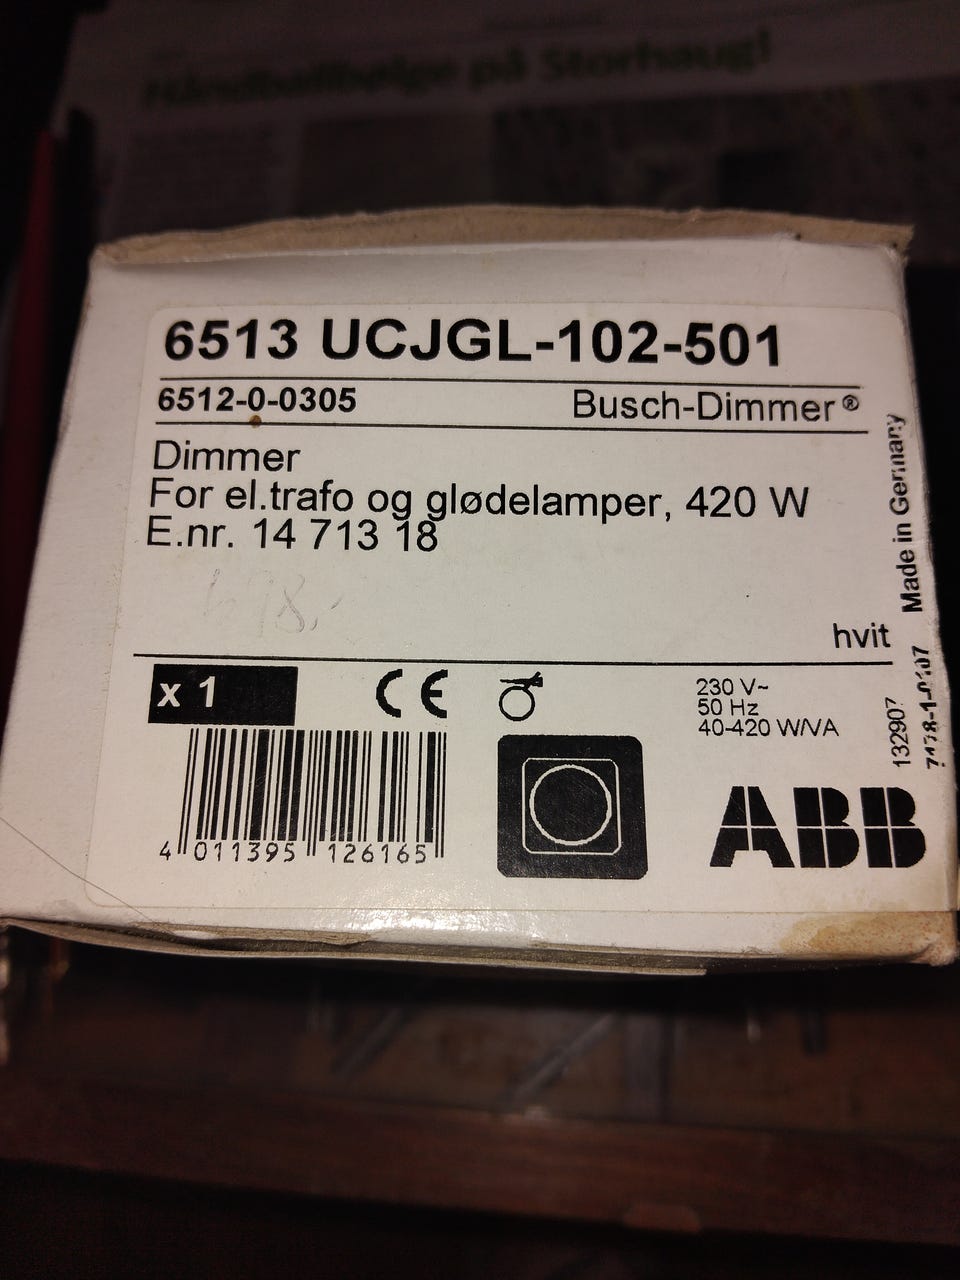 Håndballbølge på Storhaug!
6513 UCJGL-102-501
6512-0-0305
Busch-Dimmer®
Dimmer
For el.trafo og glødelamper, 420 W
E.nr. 14 713 18
hvit
Made in Germany
x 1
CE
230 V~
50 Hz
40-420 W/VA
132907
ABB
4 011395 126165